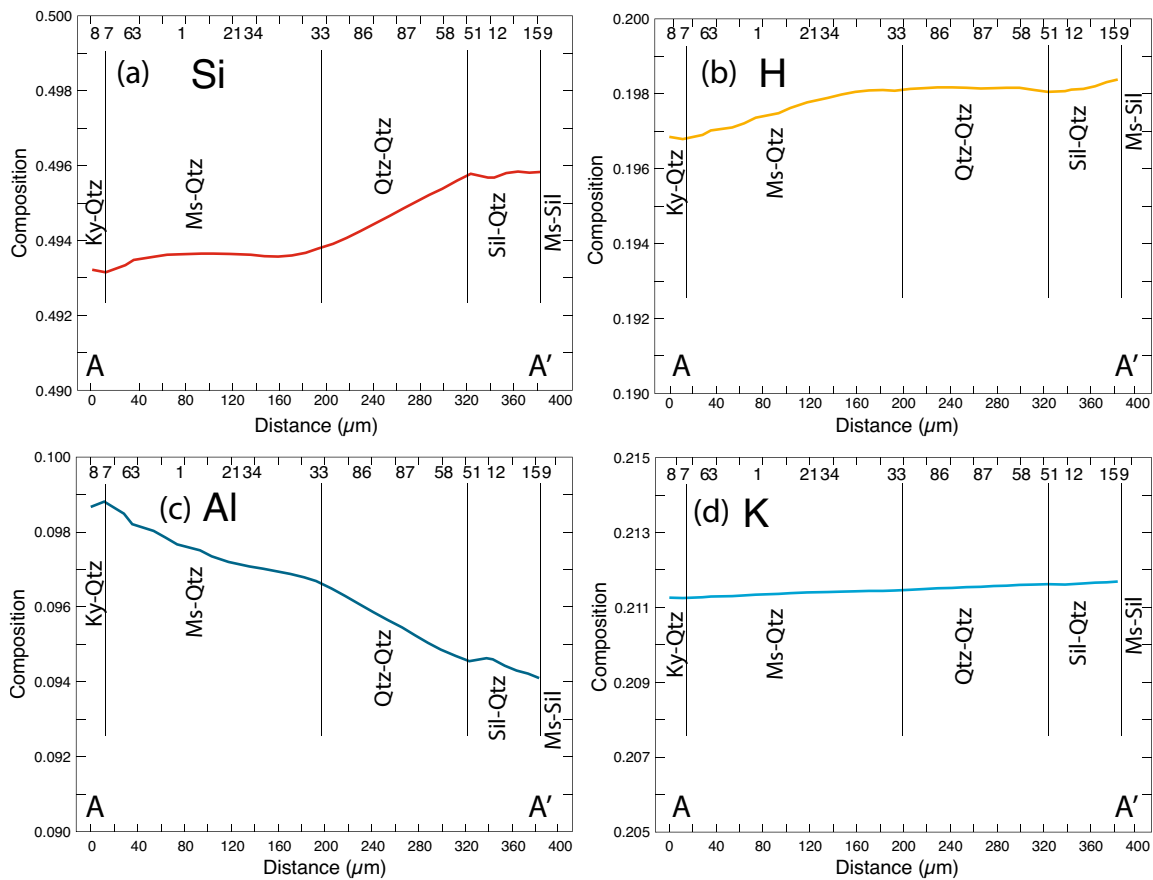 0.500
0.498
0.496
0.494
0.492
0.490
Composition
8 7 63 1 2134 33 86 87 58 51 12 159
(a) Si
Ky-Qtz
Ms-Qtz
Qtz-Qtz
Sil-Qtz
Ms-Sil
A A'
0 40 80 120 160 200 240 280 320 360 400
Distance (µm)
0.200
0.198
0.196
0.194
0.192
0.190
Composition
8 7 63 1 2134 33 86 87 58 51 12 159
(b) H
Ky-Qtz
Ms-Qtz
Qtz-Qtz
Sil-Qtz
Ms-Sil
A A'
0 40 80 120 160 200 240 280 320 360 400
Distance (µm)
0.100
0.098
0.096
0.094
0.092
0.090
Composition
8 7 63 1 2134 33 86 87 58 51 12 159
(c) Al
Ky-Qtz
Ms-Qtz
Qtz-Qtz
Sil-Qtz
Ms-Sil
A A'
0 40 80 120 160 200 240 280 320 360 400
Distance (µm)
0.215
0.213
0.211
0.209
0.207
0.205
Composition
8 7 63 1 2134 33 86 87 58 51 12 159
(d) K
Ky-Qtz
Ms-Qtz
Qtz-Qtz
Sil-Qtz
Ms-Sil
A A'
0 40 80 120 160 200 240 280 320 360 400
Distance (µm)